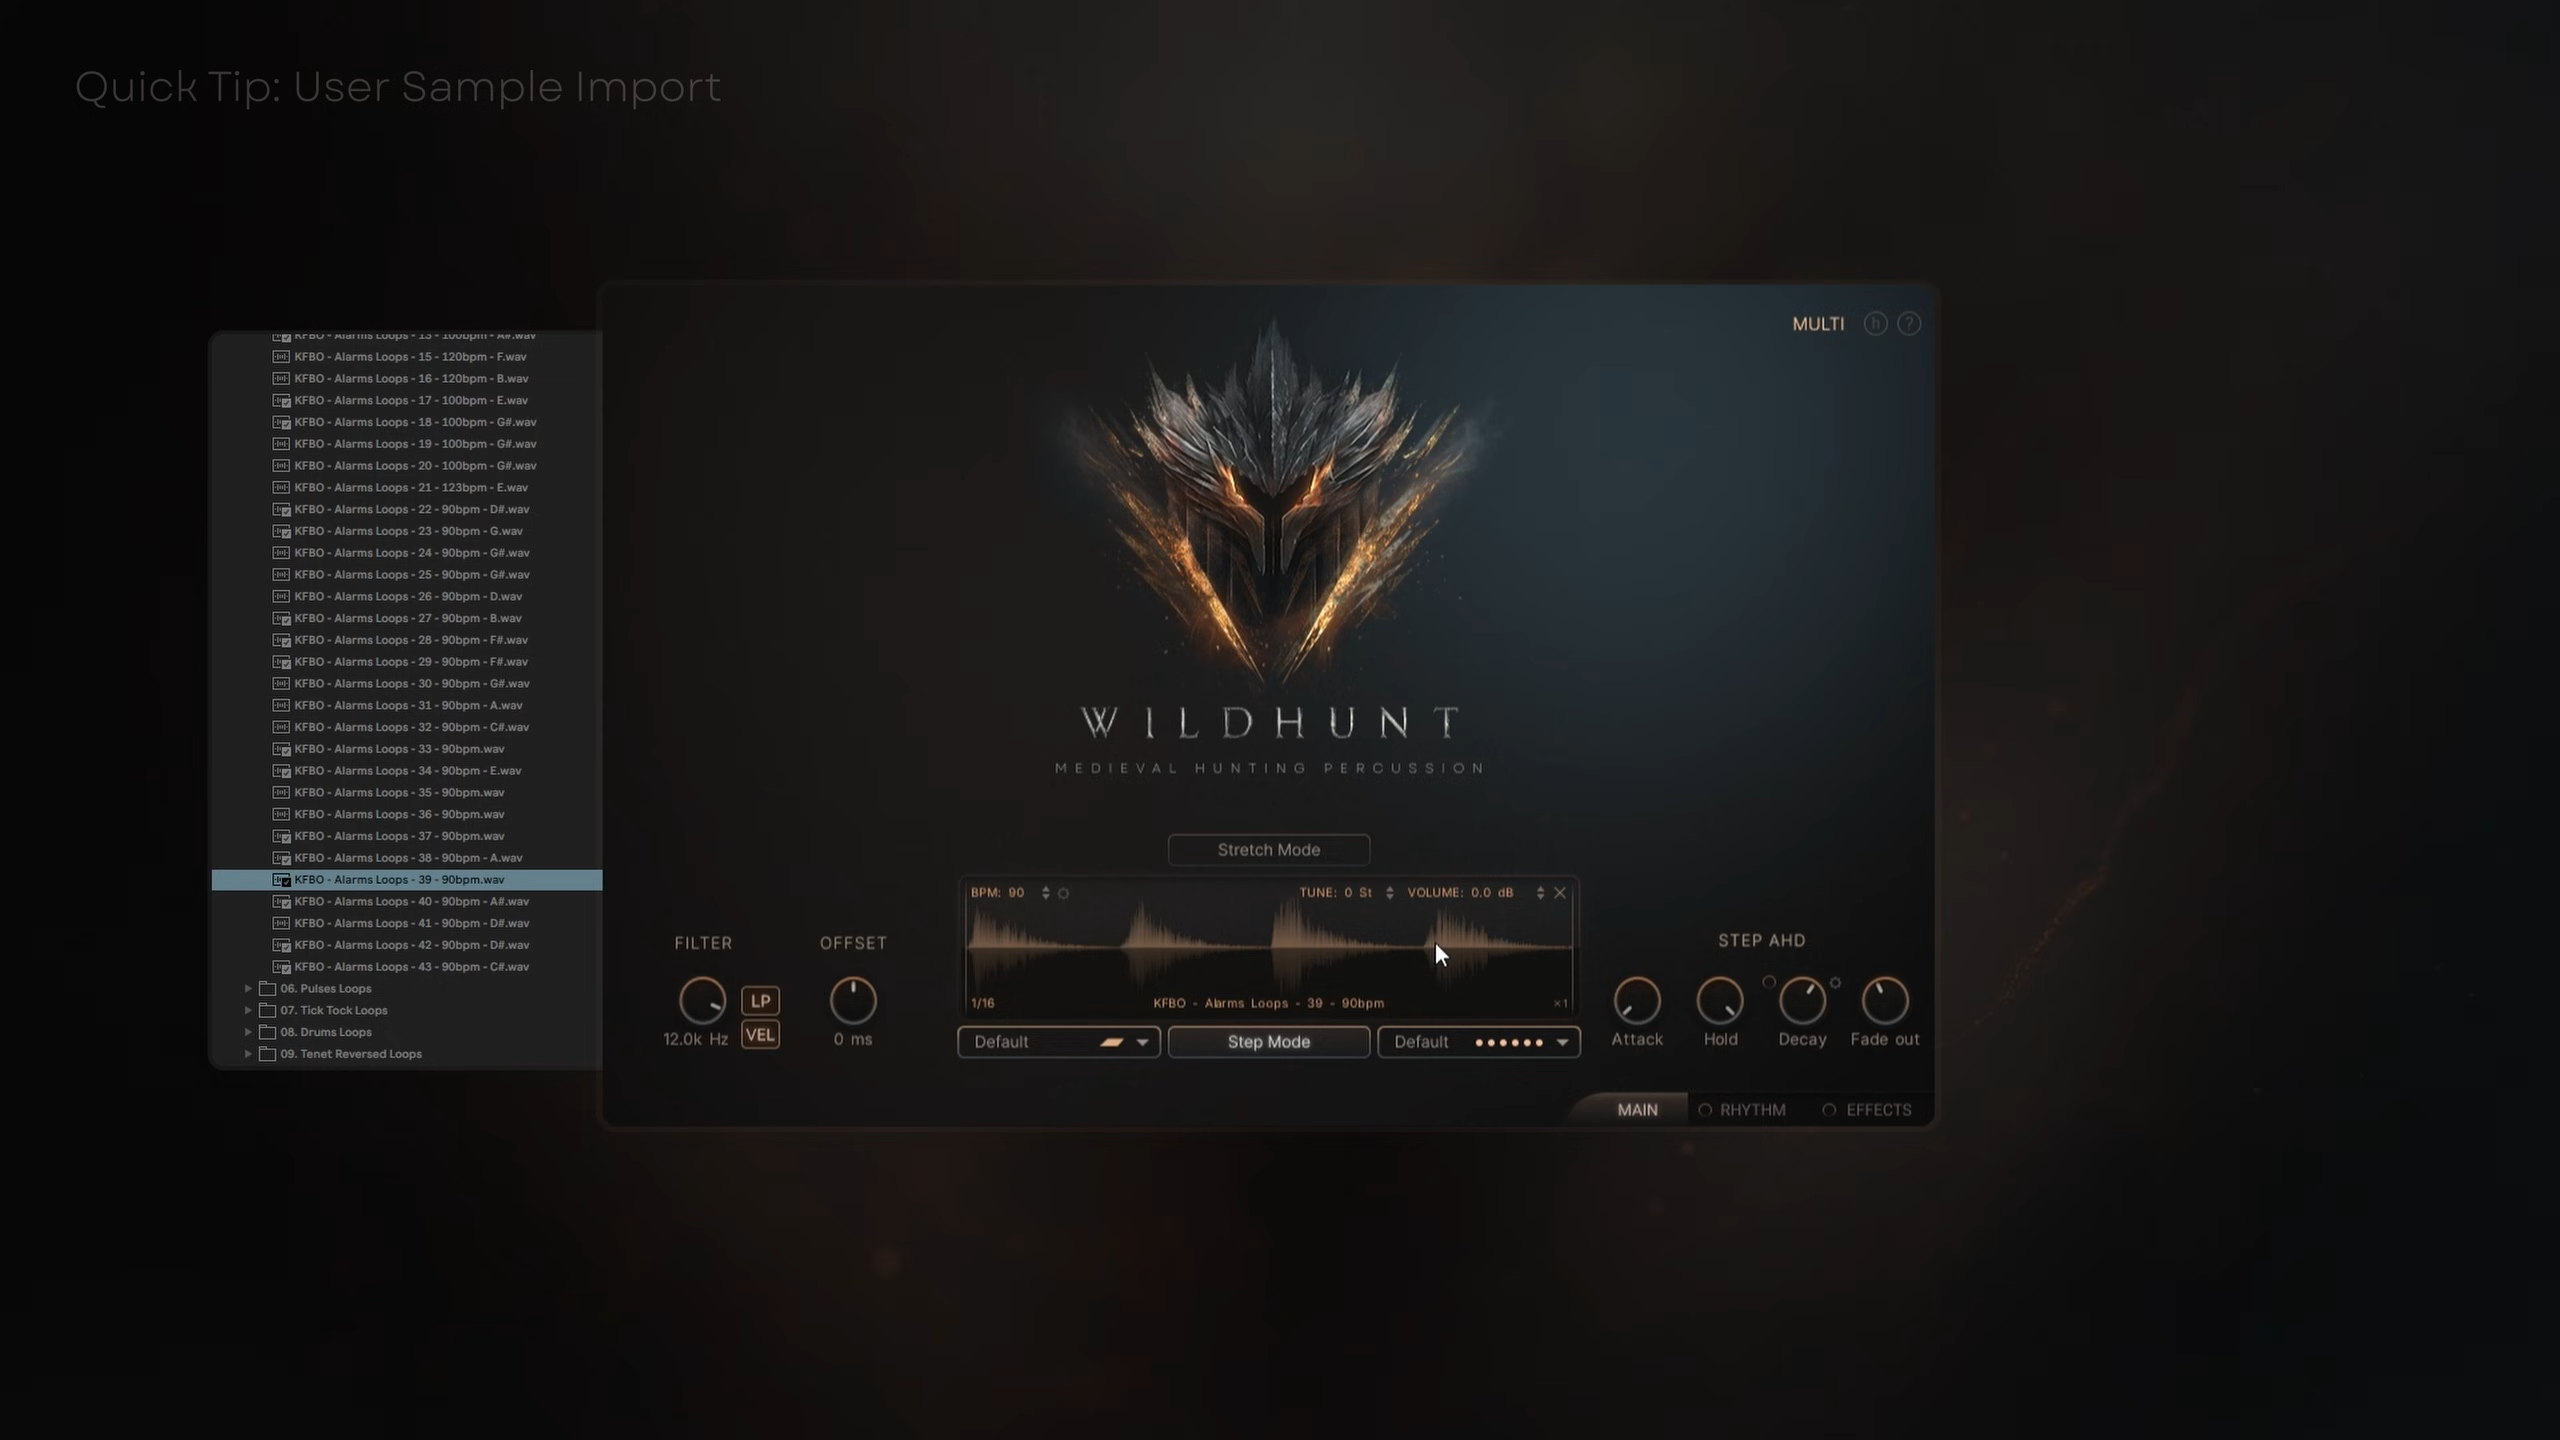 Quick Tip: User Sample Import
KFBO - Alarms Loops - 13 - 100bpm - A#.wav
KFBO - Alarms Loops - 15 - 120bpm - F.wav
KFBO - Alarms Loops - 16 - 120bpm - B.wav
KFBO - Alarms Loops - 17 - 100bpm - E.wav
KFBO - Alarms Loops - 18 - 100bpm - G#.wav
KFBO - Alarms Loops - 19 - 100bpm - G#.wav
KFBO - Alarms Loops - 20 - 100bpm - G#.wav
KFBO - Alarms Loops - 21 - 123bpm - E.wav
KFBO - Alarms Loops - 22 - 90bpm - D#.wav
KFBO - Alarms Loops - 23 - 90bpm - G.wav
KFBO - Alarms Loops - 24 - 90bpm - G#.wav
KFBO - Alarms Loops - 25 - 90bpm - G#.wav
KFBO - Alarms Loops - 26 - 90bpm - D.wav
KFBO - Alarms Loops - 27 - 90bpm - B.wav
KFBO - Alarms Loops - 28 - 90bpm - F#.wav
KFBO - Alarms Loops - 29 - 90bpm - F#.wav
KFBO - Alarms Loops - 30 - 90bpm - G#.wav
KFBO - Alarms Loops - 31 - 90bpm - A.wav
KFBO - Alarms Loops - 32 - 90bpm - C#.wav
KFBO - Alarms Loops - 33 - 90bpm.wav
KFBO - Alarms Loops - 34 - 90bpm - E.wav
KFBO - Alarms Loops - 35 - 90bpm.wav
KFBO - Alarms Loops - 36 - 90bpm.wav
KFBO - Alarms Loops - 37 - 90bpm.wav
KFBO - Alarms Loops - 38 - 90bpm - A.wav
KFBO - Alarms Loops - 39 - 90bpm.wav
KFBO - Alarms Loops - 40 - 90bpm - A#.wav
KFBO - Alarms Loops - 41 - 90bpm - D#.wav
KFBO - Alarms Loops - 42 - 90bpm - D#.wav
KFBO - Alarms Loops - 43 - 90bpm - C#.wav
06. Pulses Loops
07. Tick Tock Loops
08. Drums Loops
09. Tenet Reversed Loops
MULTI h ?
WILDHUNT
MEDIEVAL HUNTING PERCUSSION
Stretch Mode
BPM: 90 TUNE: 0 St VOLUME: 0.0 dB
1/16 KFBO - Alarms Loops - 39 - 90bpm ×1
Default Step Mode Default
FILTER OFFSET
LP
VEL
12.0k Hz 0 ms
STEP AHD
Attack Hold Decay Fade out
MAIN RHYTHM EFFECTS